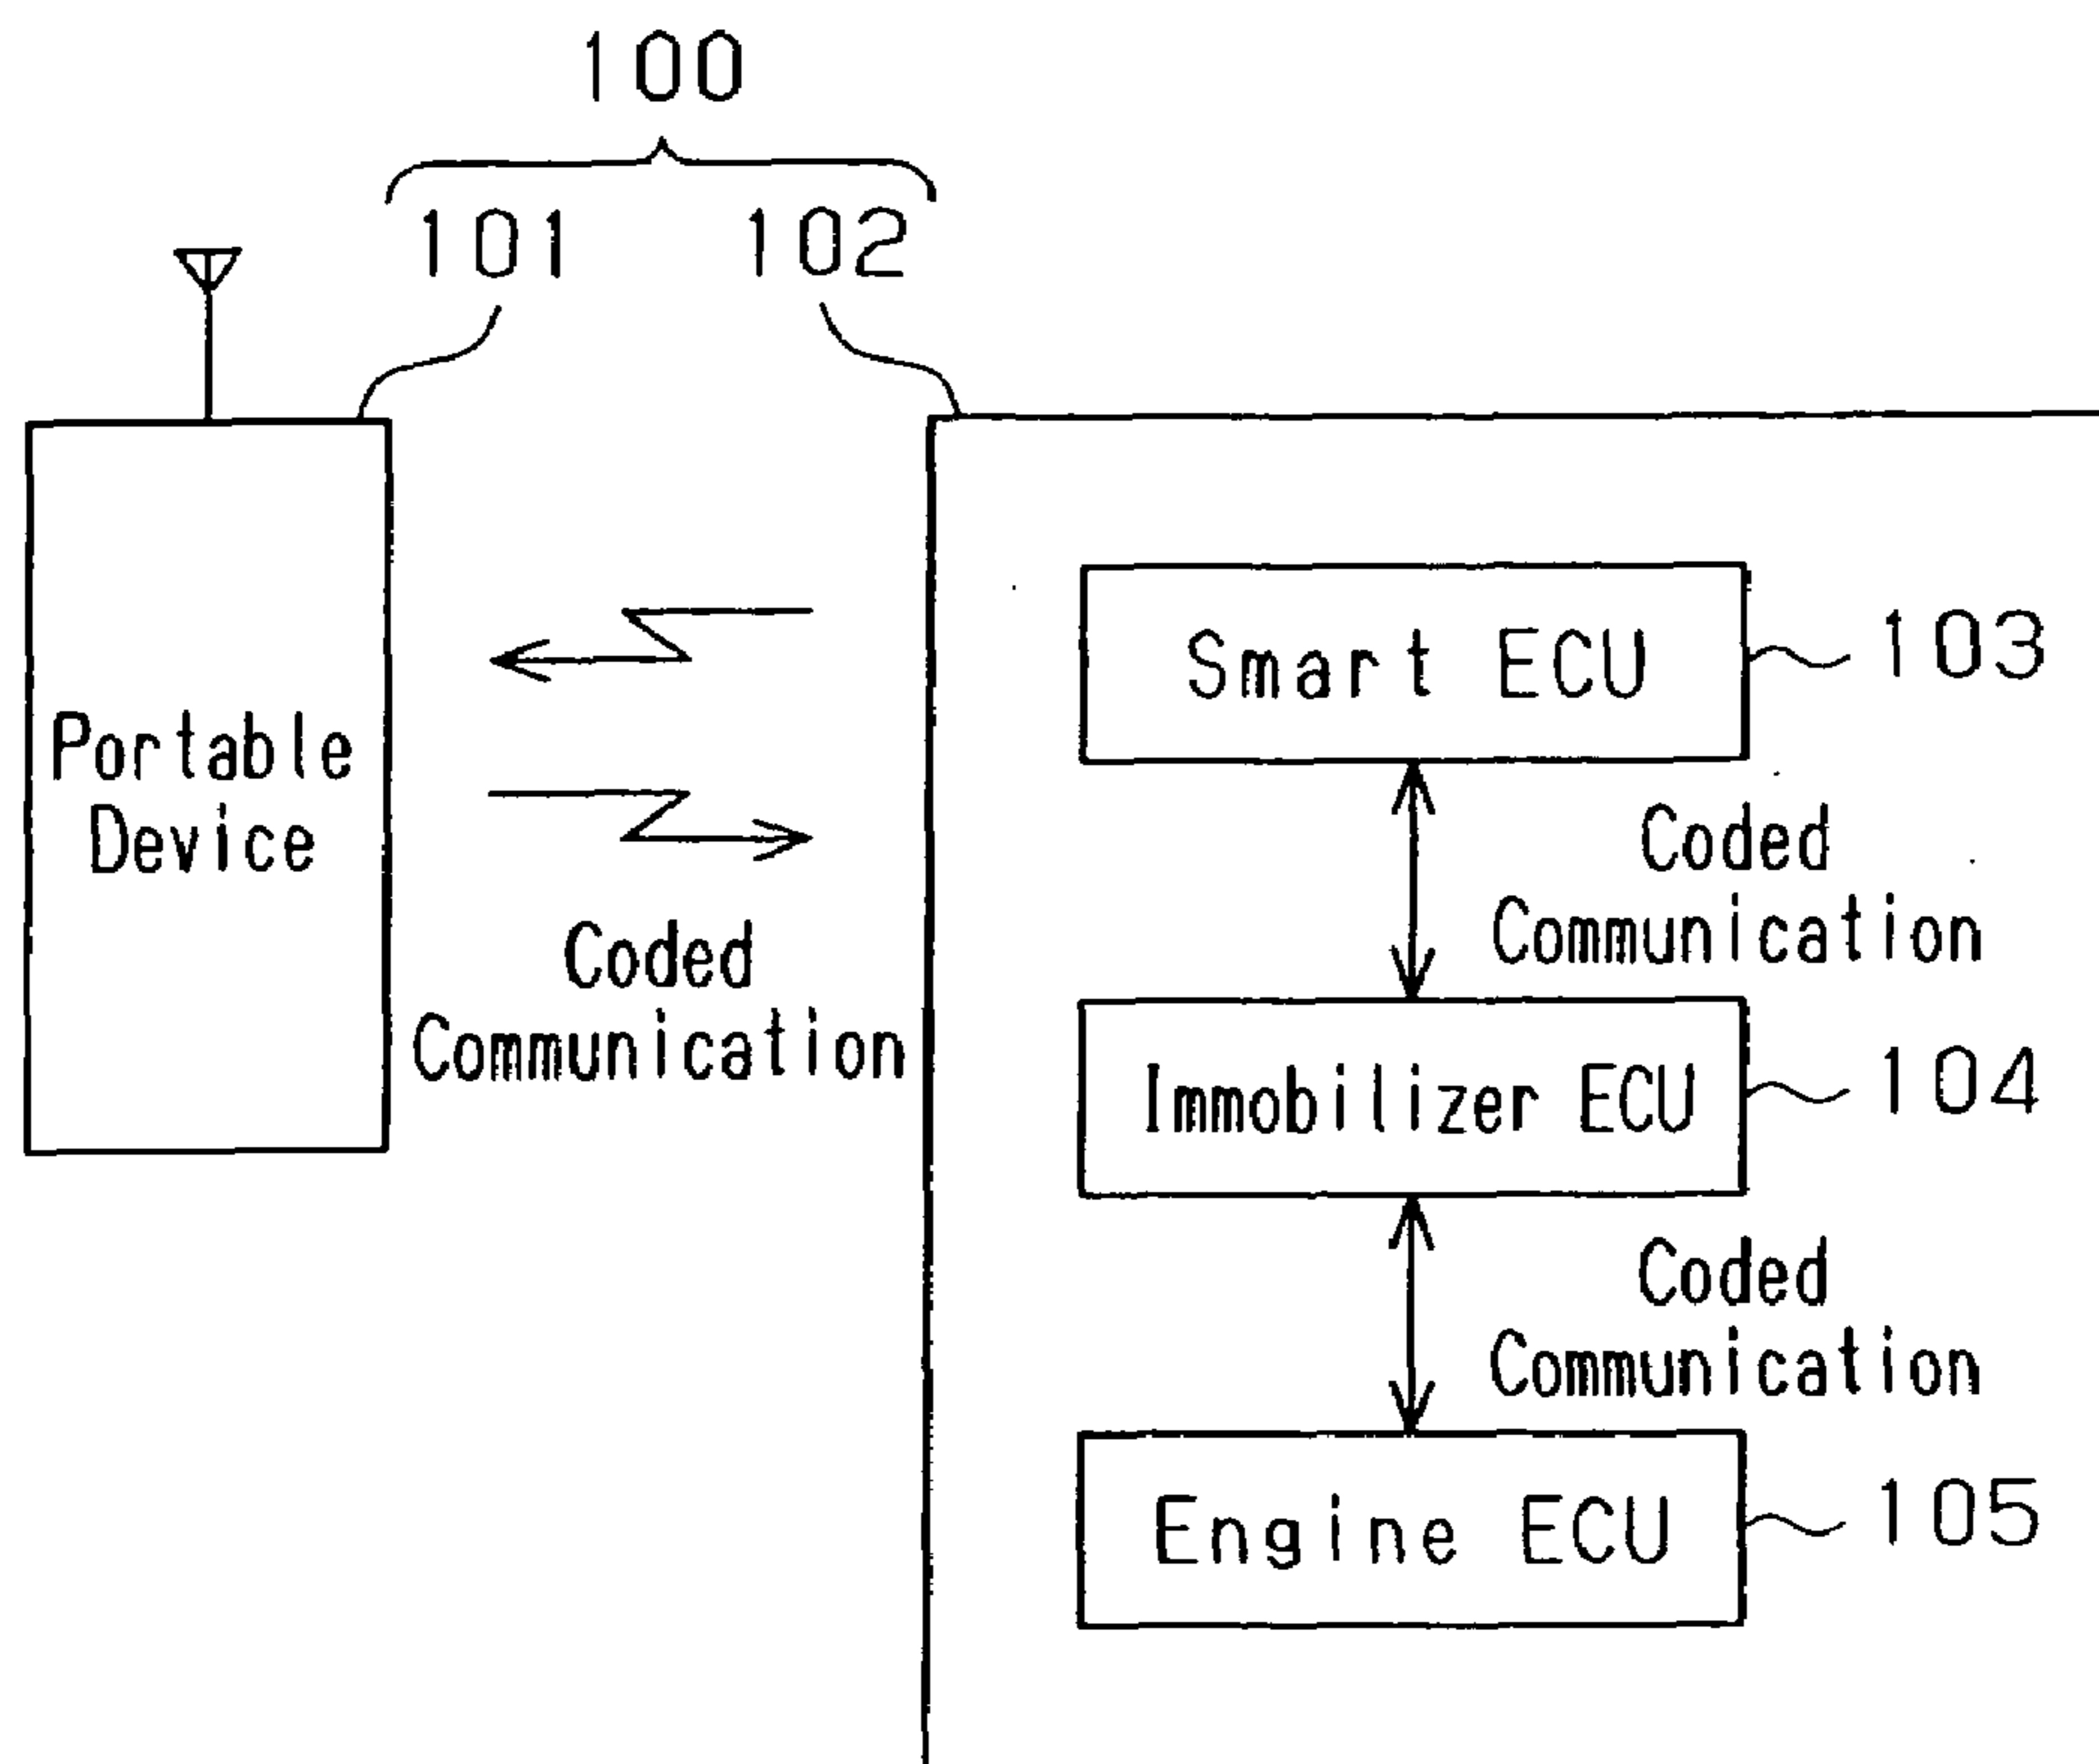 100
101 102
Smart ECU 103
Portable
Device
Coded
Communication
Coded
Communication
Immobilizer ECU 104
Coded
Communication
Engine ECU 105